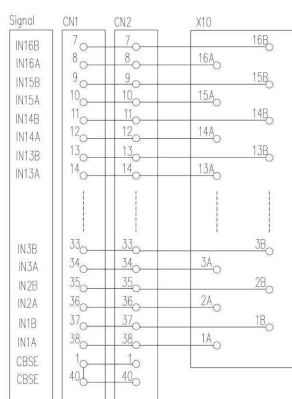 Signal CN1 CN2 X10
IN16B 7 7 16B
IN16A 8 8 16A
IN15B 9 9 15B
IN15A 10 10 15A
IN14B 11 11 14B
IN14A 12 12 14A
IN13B 13 13 13B
IN13A 14 14 13A
IN3B 33 33 3B
IN3A 34 34 3A
IN2B 35 35 2B
IN2A 36 36 2A
IN1B 37 37 1B
IN1A 38 38 1A
CBSE 1 1
CBSE 40 40